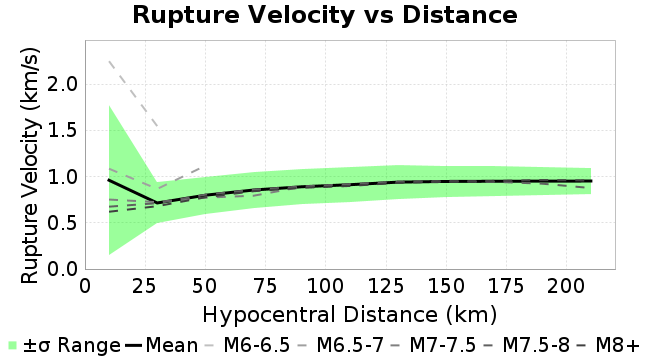 Rupture Velocity vs Distance
Rupture Velocity (km/s)
2.0
1.5
1.0
0.5
0.0
0 25 50 75 100 125 150 175 200
Hypocentral Distance (km)
±σ Range Mean M6-6.5 M6.5-7 M7-7.5 M7.5-8 M8+